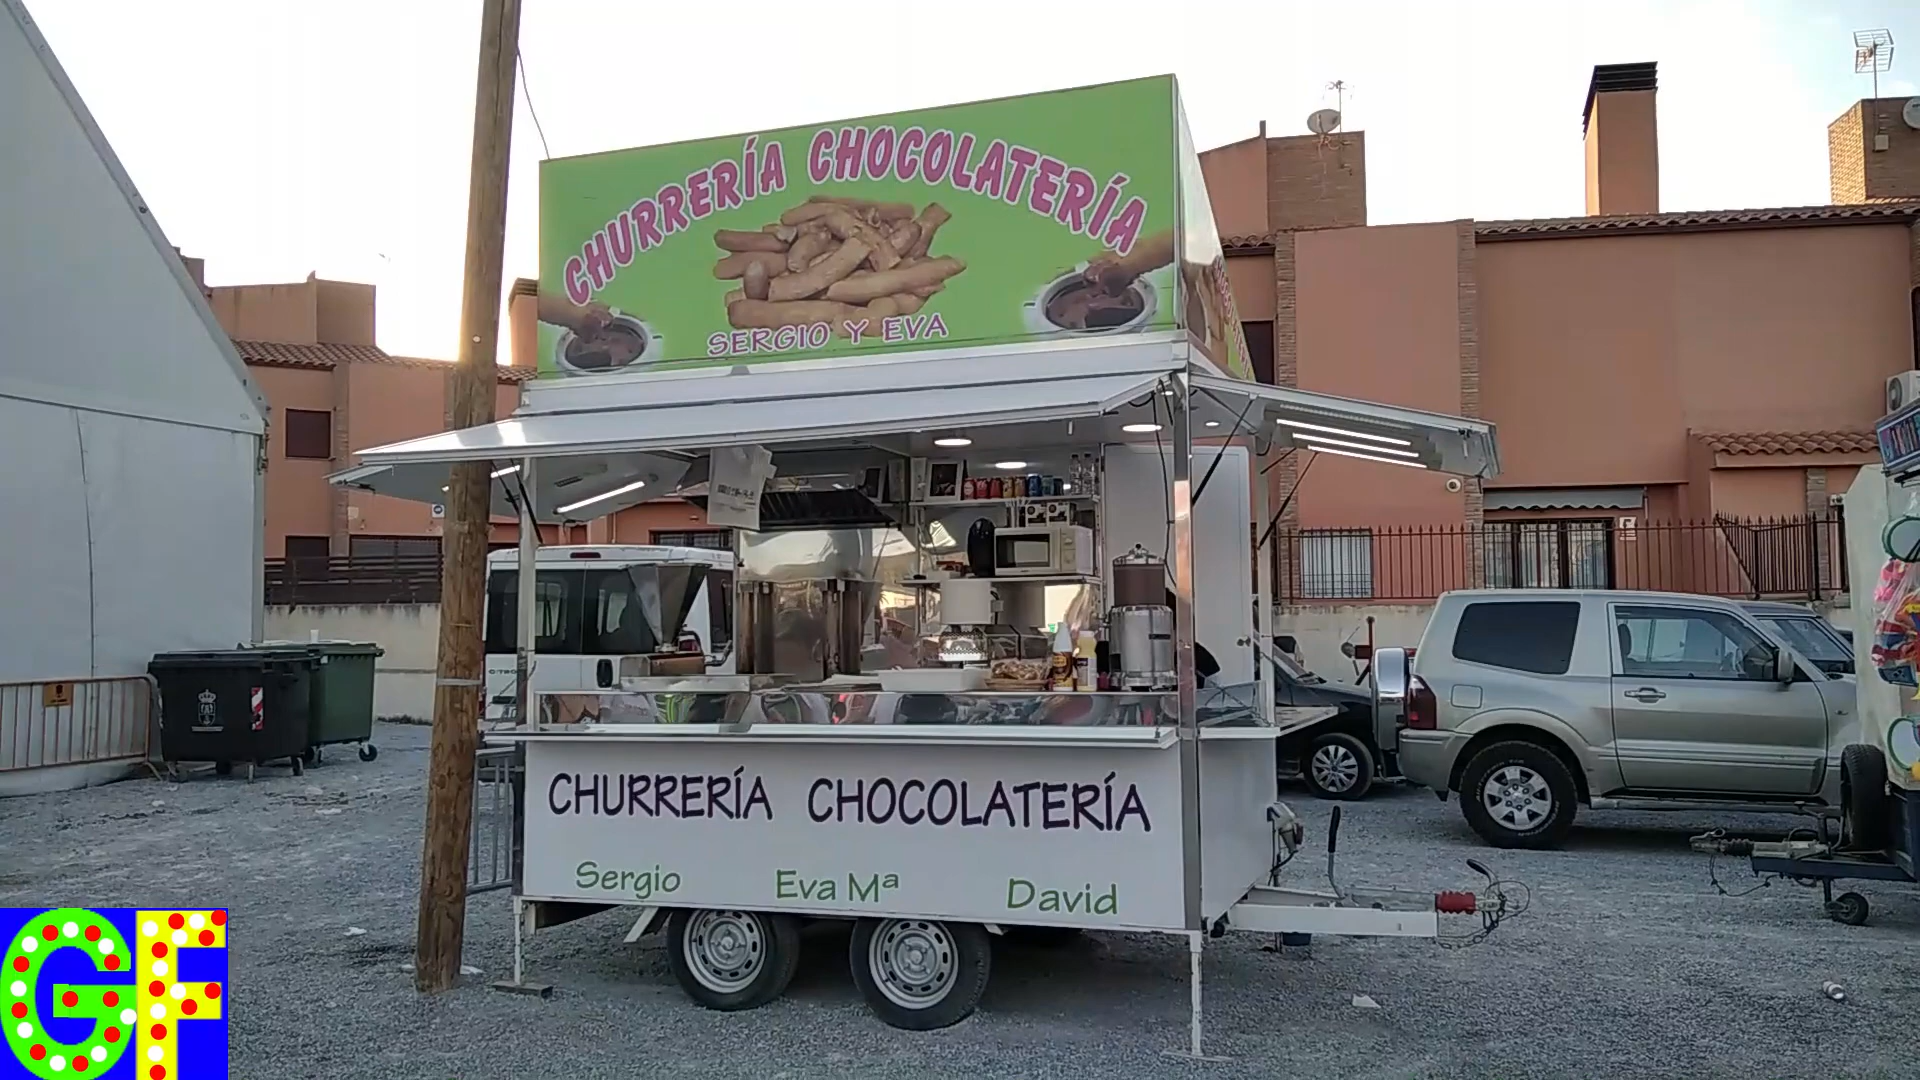 CHURRERÍA CHOCOLATERÍA
SERGIO Y EVA
CHURRERÍA CHOCOLATERÍA
Sergio Eva Mª David
GF